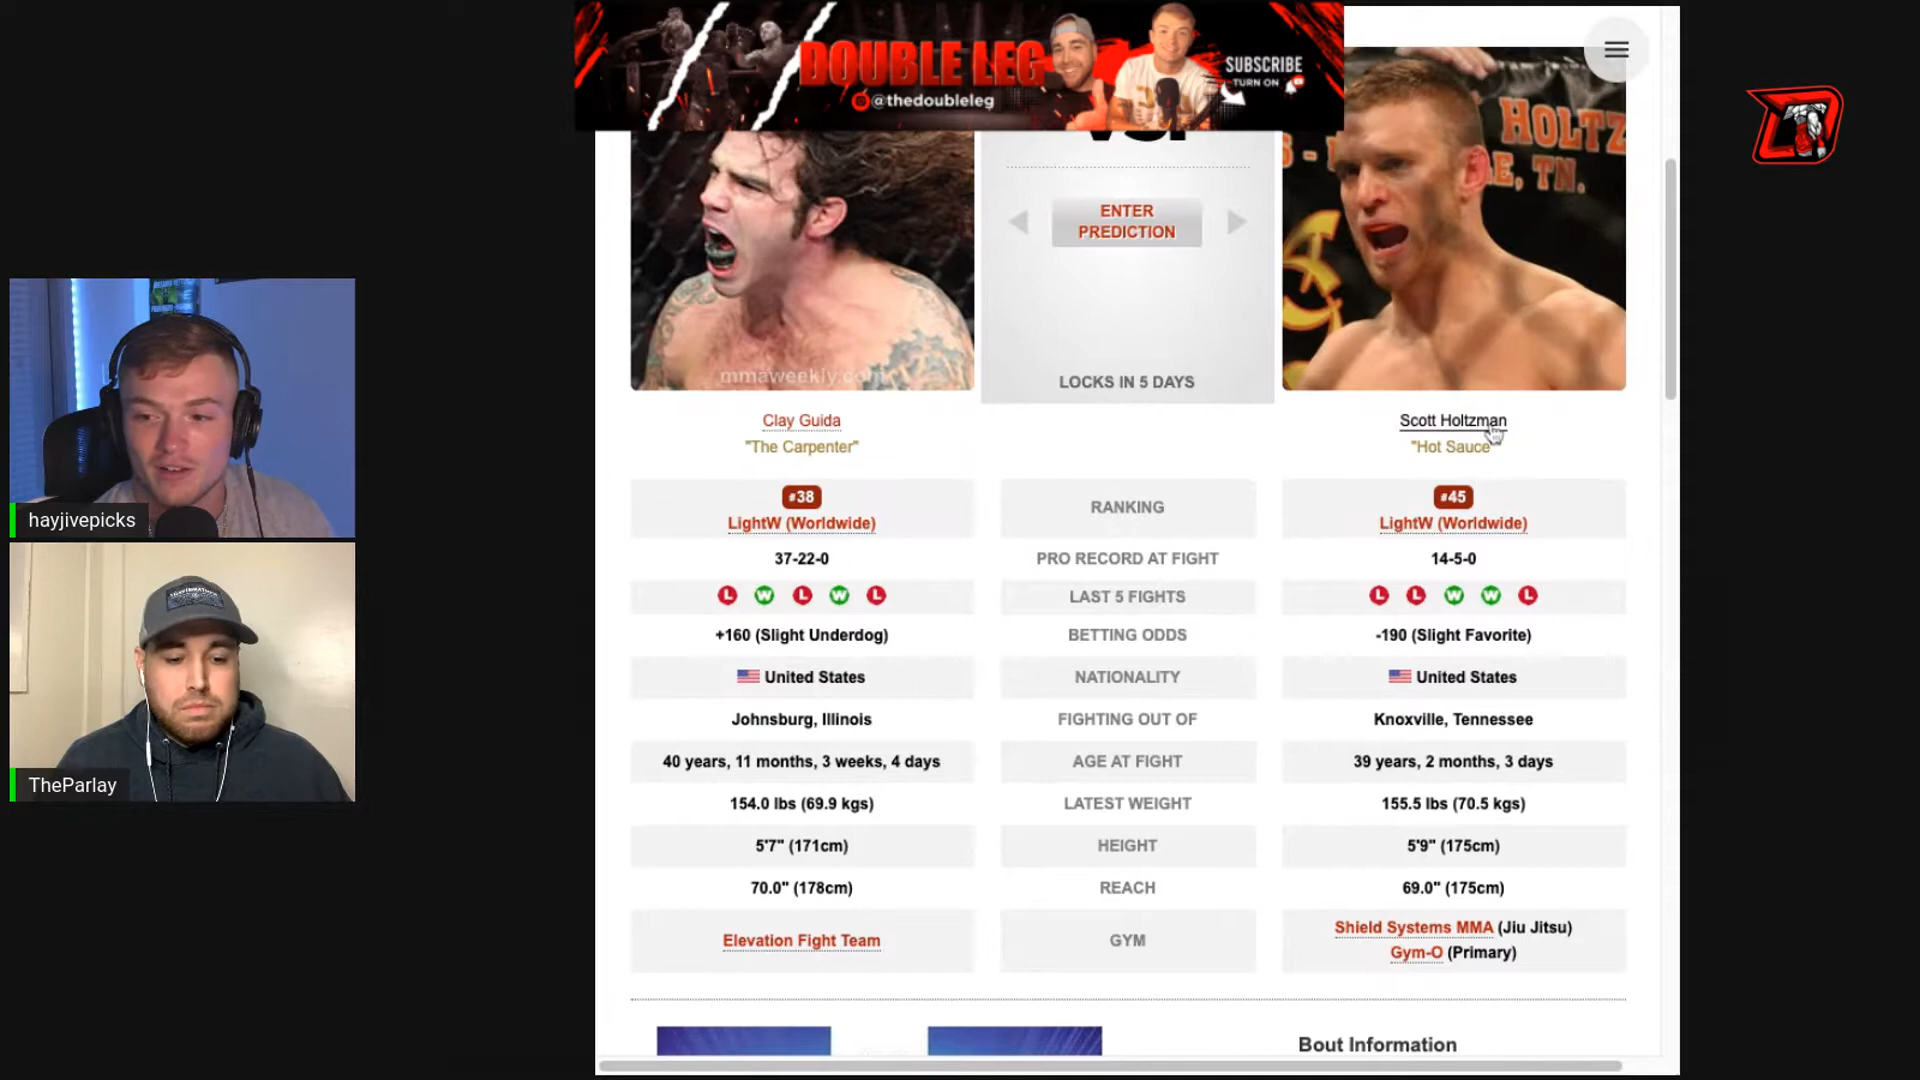 DOUBLE LEG
@thedoubleleg
SUBSCRIBE
TURN ON
HOLTZ
E, TN.
mmaweekly.com
ENTER
PREDICTION
LOCKS IN 5 DAYS
Clay Guida
"The Carpenter"
Scott Holtzman
"Hot Sauce"
#38
LightW (Worldwide)
RANKING
#45
LightW (Worldwide)
37-22-0
PRO RECORD AT FIGHT
14-5-0
L W L W L
LAST 5 FIGHTS
L L W W L
+160 (Slight Underdog)
BETTING ODDS
-190 (Slight Favorite)
United States
NATIONALITY
United States
Johnsburg, Illinois
FIGHTING OUT OF
Knoxville, Tennessee
40 years, 11 months, 3 weeks, 4 days
AGE AT FIGHT
39 years, 2 months, 3 days
154.0 lbs (69.9 kgs)
LATEST WEIGHT
155.5 lbs (70.5 kgs)
5'7" (171cm)
HEIGHT
5'9" (175cm)
70.0" (178cm)
REACH
69.0" (175cm)
Elevation Fight Team
GYM
Shield Systems MMA (Jiu Jitsu)
Gym-O (Primary)
Bout Information
hayjivepicks
TheParlay